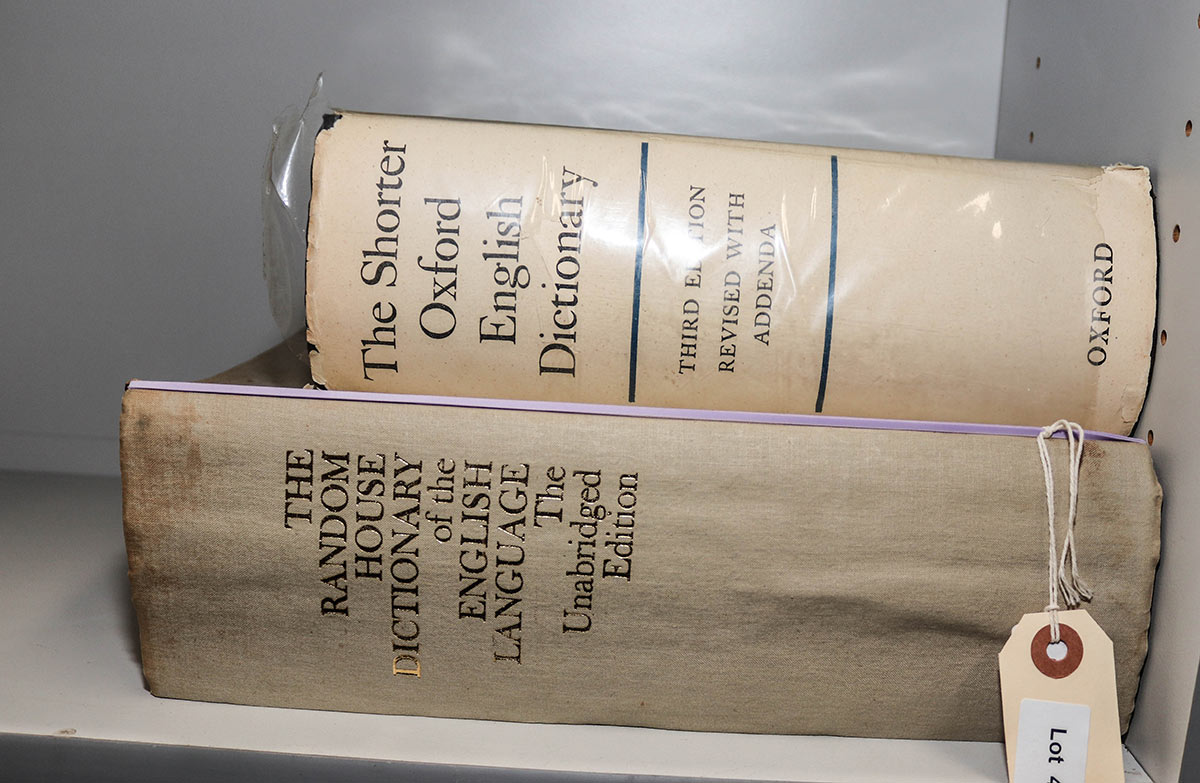 The Shorter
Oxford
English
Dictionary
THIRD EDITION
REVISED WITH
ADDENDA
OXFORD
THE
RANDOM
HOUSE
DICTIONARY
of the
ENGLISH
LANGUAGE
The
Unabridged
Edition
Lot 4